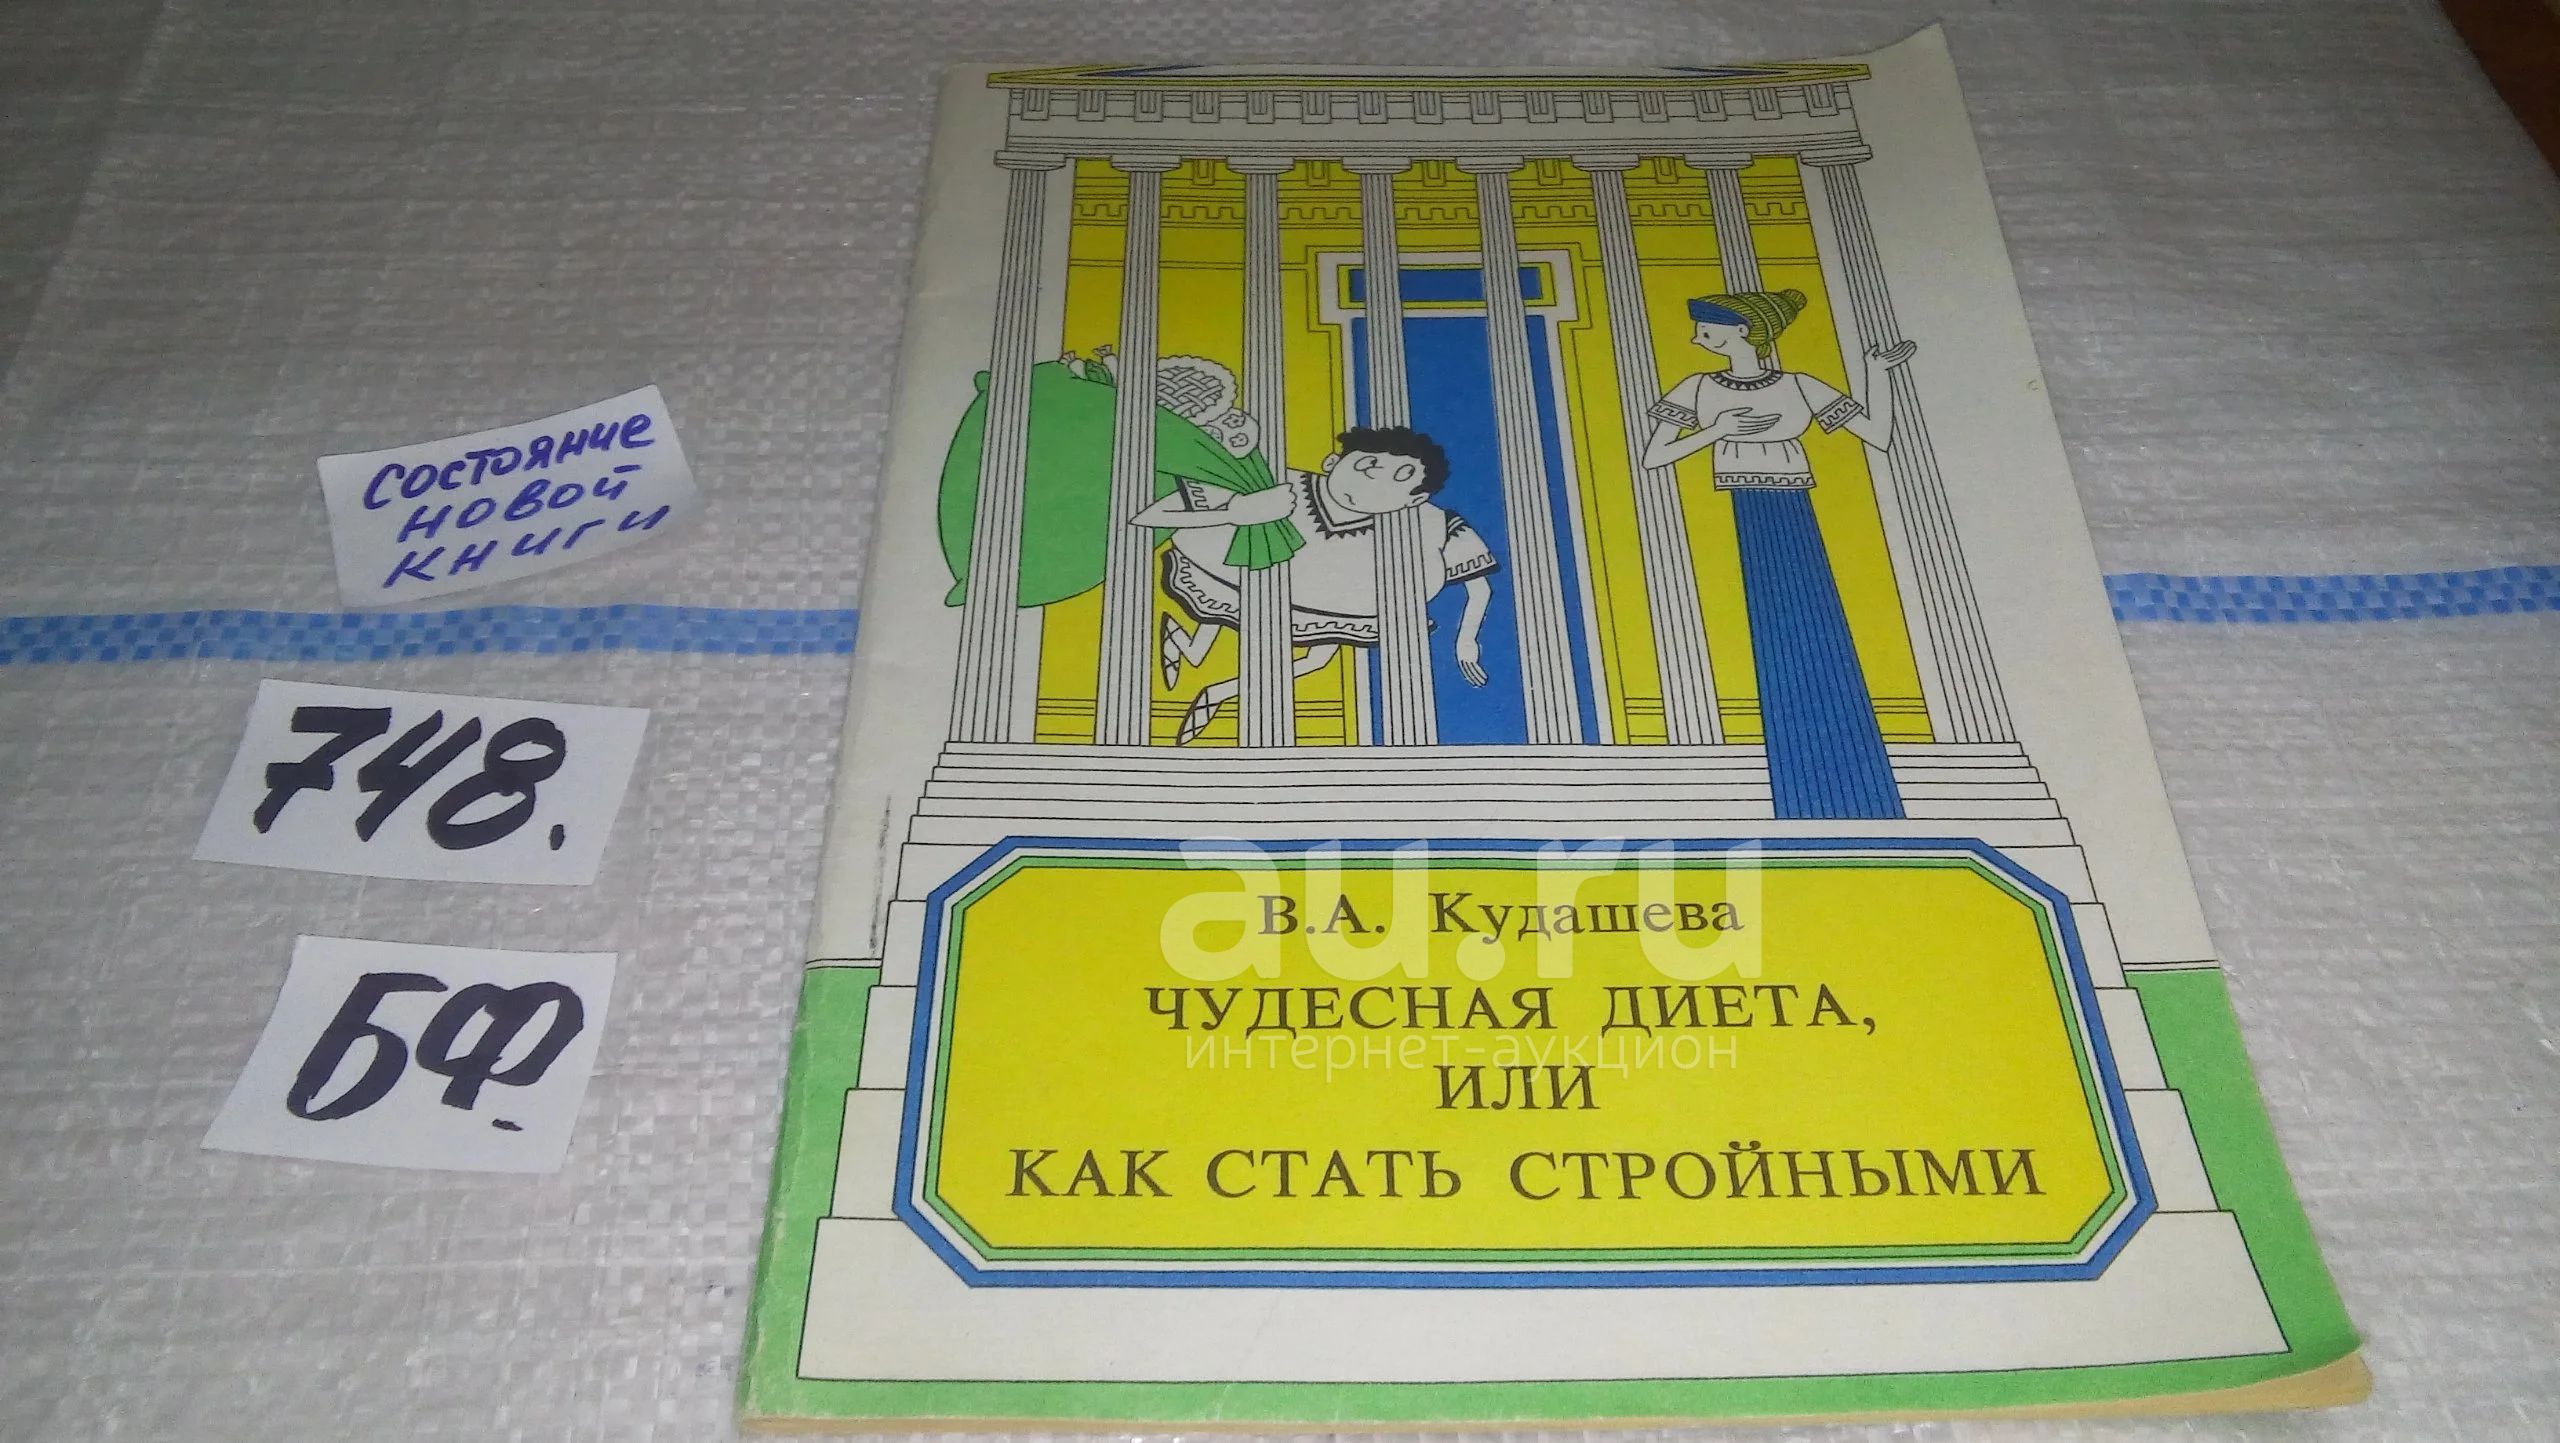 состояние
новой
книги
748.
БФ.
В.А. Кудашева
ЧУДЕСНАЯ ДИЕТА,
ИЛИ
КАК СТАТЬ СТРОЙНЫМИ
au.ru
интернет-аукцион